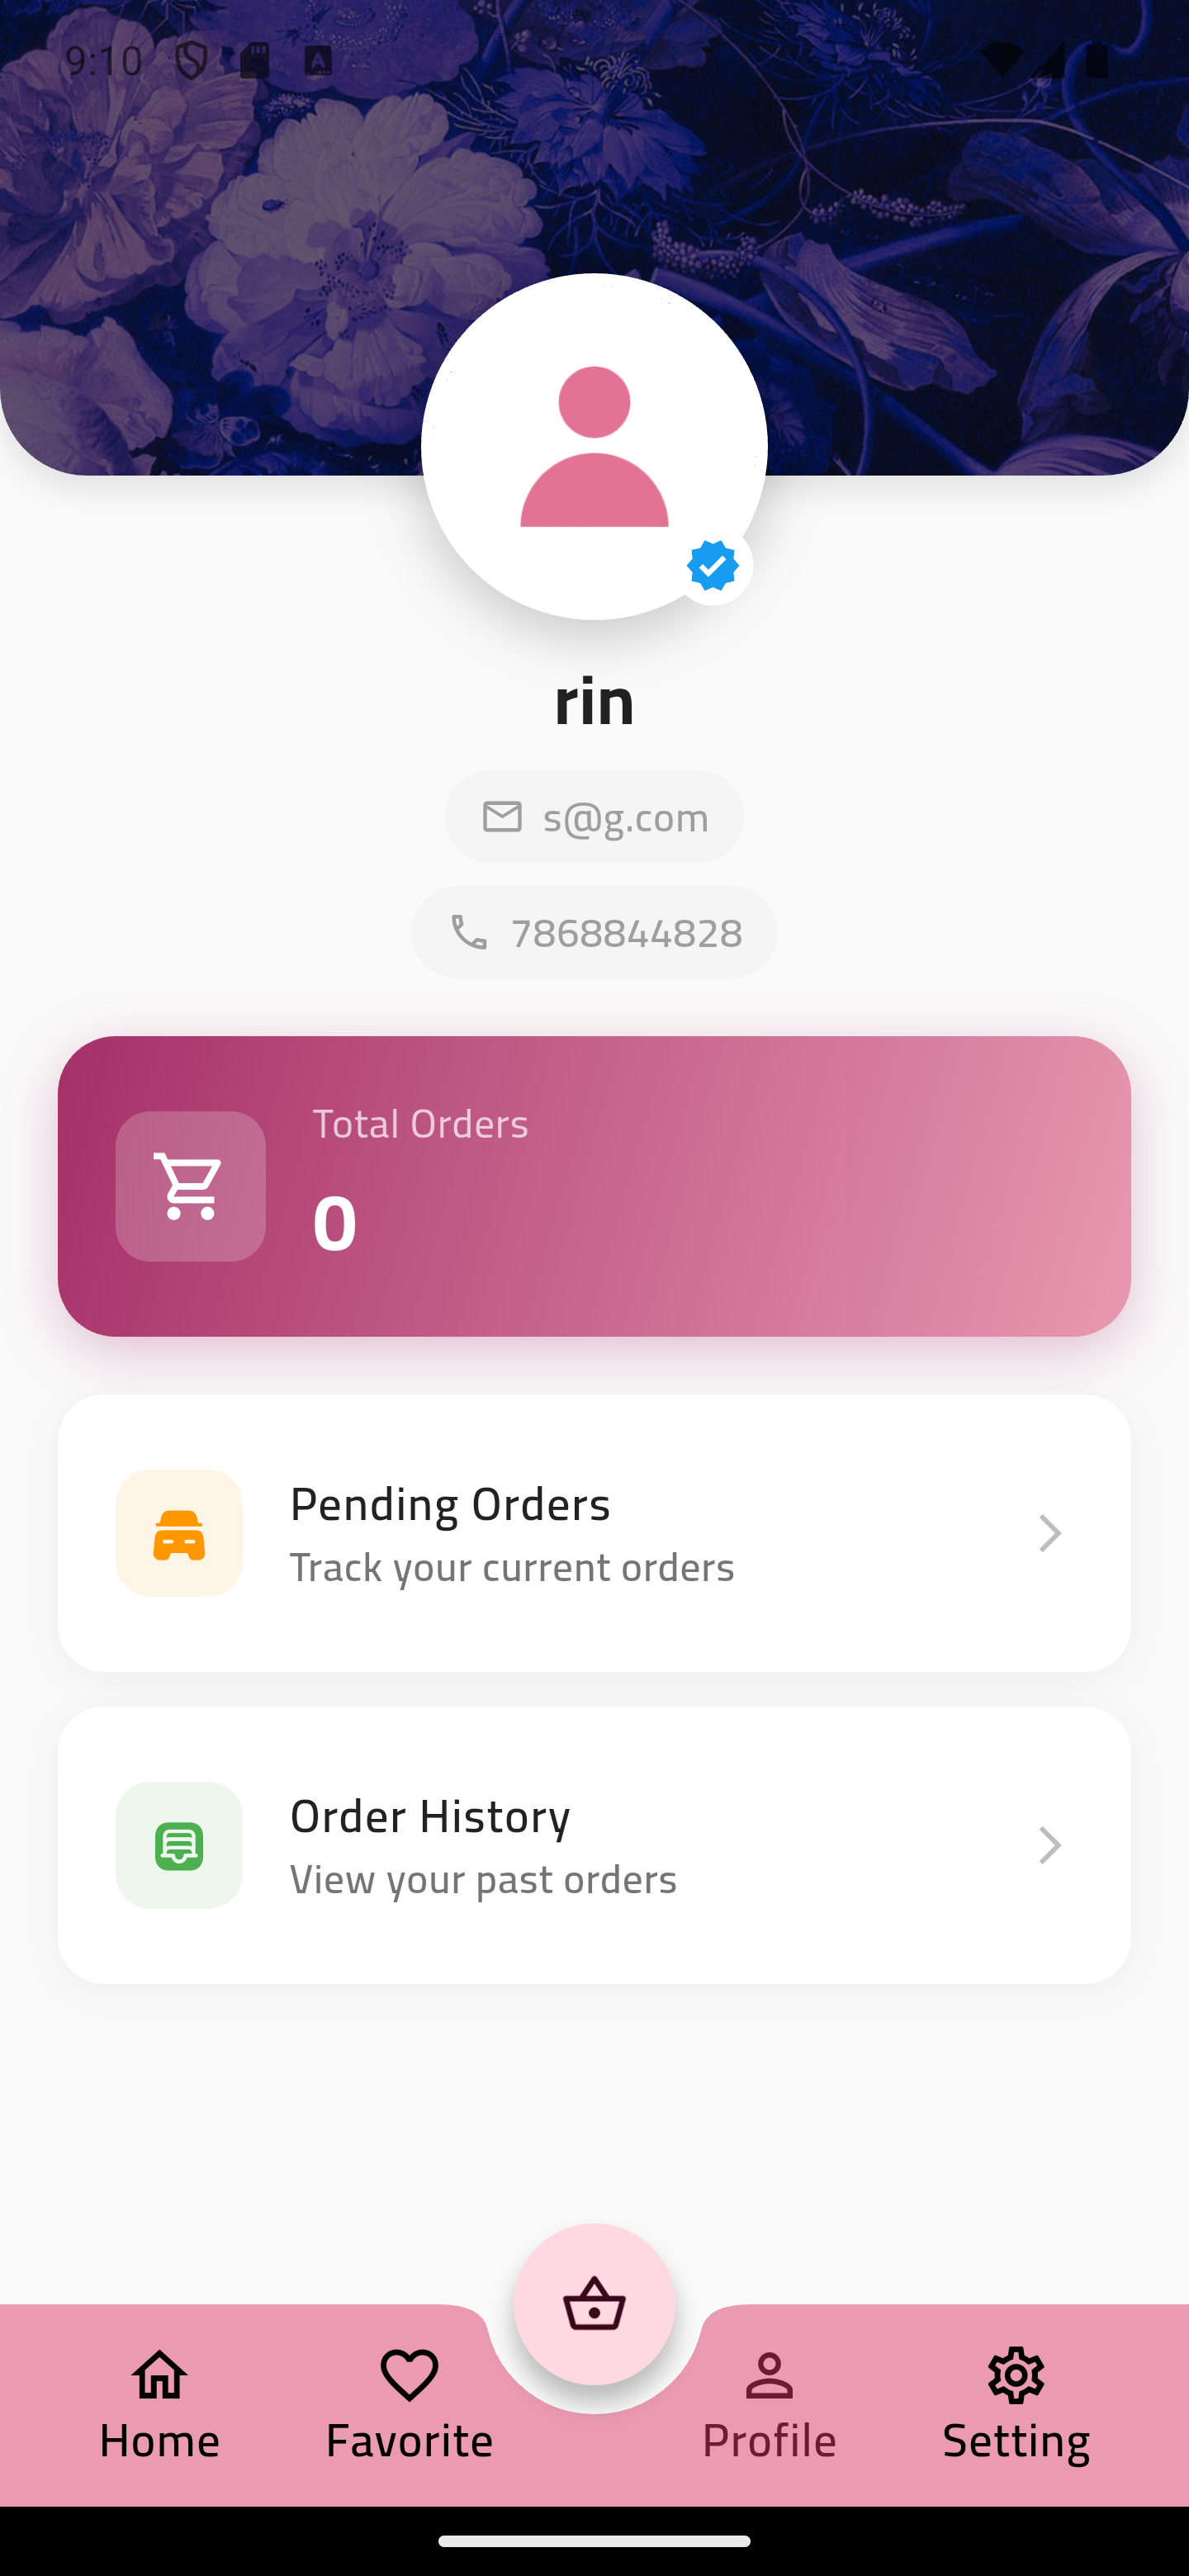 9:10
rin
s@g.com
7868844828
Total Orders
0
Pending Orders
Track your current orders
Order History
View your past orders
Home
Favorite
Profile
Setting